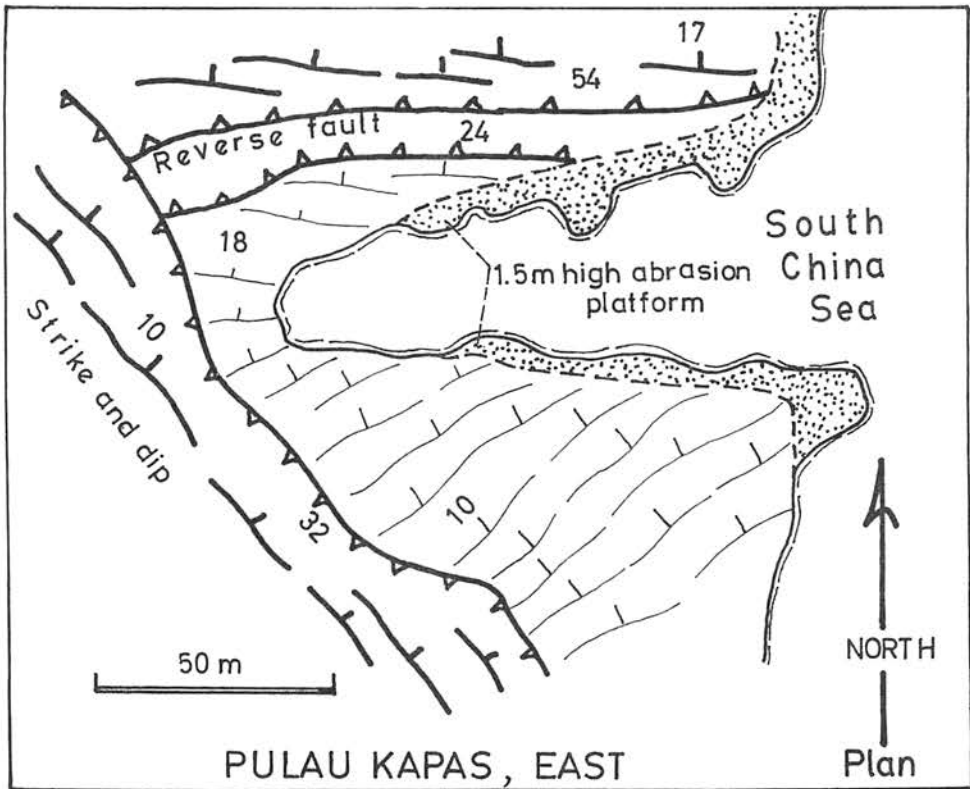 17
54
Reverse fault
24
18
South
China
Sea
1.5m high abrasion
platform
10
Strike and dip
10
32
50 m
NORTH
PULAU KAPAS, EAST
Plan